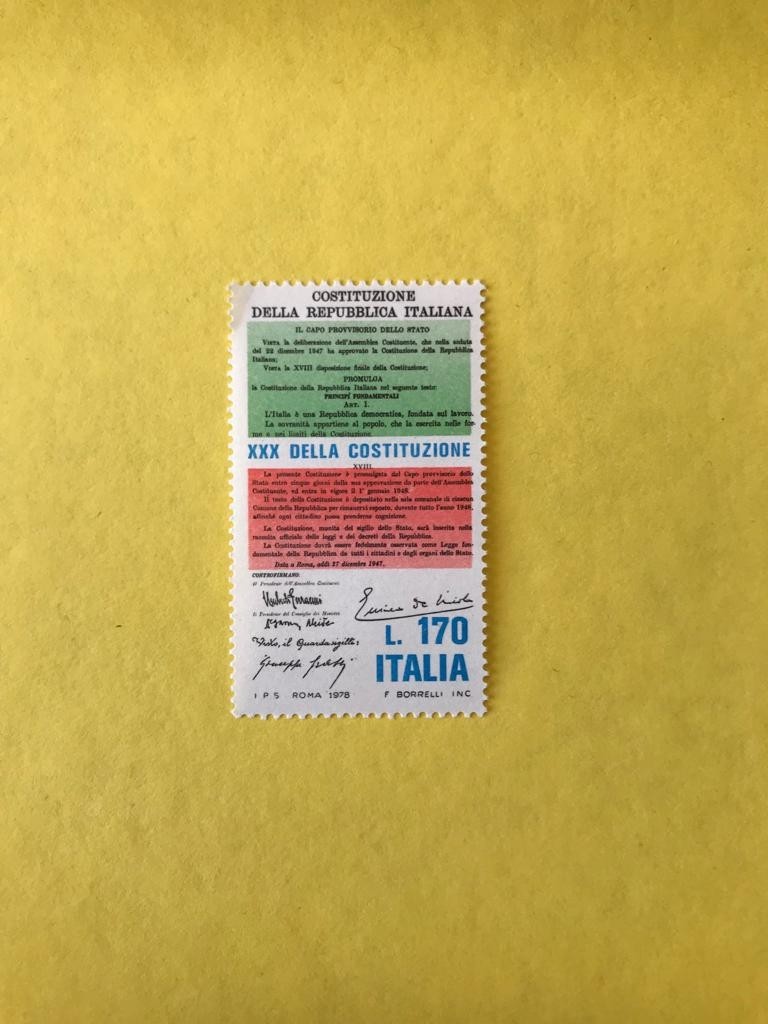 COSTITUZIONE
DELLA REPUBBLICA ITALIANA
IL CAPO PROVVISORIO DELLO STATO
VISTA la deliberazione dell'Assemblea Costituente, che nella seduta
del 22 dicembre 1947 ha approvato la Costituzione della Repubblica
Italiana;
VISTA la XVIII disposizione finale della Costituzione;
PROMULGA
la Costituzione della Repubblica Italiana nel seguente testo:
PRINCIPÎ FONDAMENTALI
ART. 1.
L'Italia è una Repubblica democratica, fondata sul lavoro.
La sovranità appartiene al popolo, che la esercita nelle for-
me e nei limiti della Costituzione.
XXX DELLA COSTITUZIONE
XVIII.
La presente Costituzione è promulgata dal Capo provvisorio dello
Stato entro cinque giorni dalla sua approvazione da parte dell'Assemblea
Costituente, ed entra in vigore il 1° gennaio 1948.
Il testo della Costituzione è depositato nella sala comunale di ciascun
Comune della Repubblica per rimanervi esposto, durante tutto l'anno 1948,
affinché ogni cittadino possa prenderne cognizione.
La Costituzione, munita del sigillo dello Stato, sarà inserita nella
raccolta ufficiale delle leggi e dei decreti della Repubblica.
La Costituzione dovrà essere fedelmente osservata come Legge fon-
damentale della Repubblica da tutti i cittadini e dagli organi dello Stato.
Data a Roma, addì 27 dicembre 1947.
CONTROFIRMANO:
Il Presidente dell'Assemblea Costituente
Umberto Terracini
Enrico De Nicola
Il Presidente del Consiglio dei Ministri
Visto, il Guardasigilli:
Giuseppe Grassi
L. 170
ITALIA
I P S ROMA 1978
F BORRELLI INC